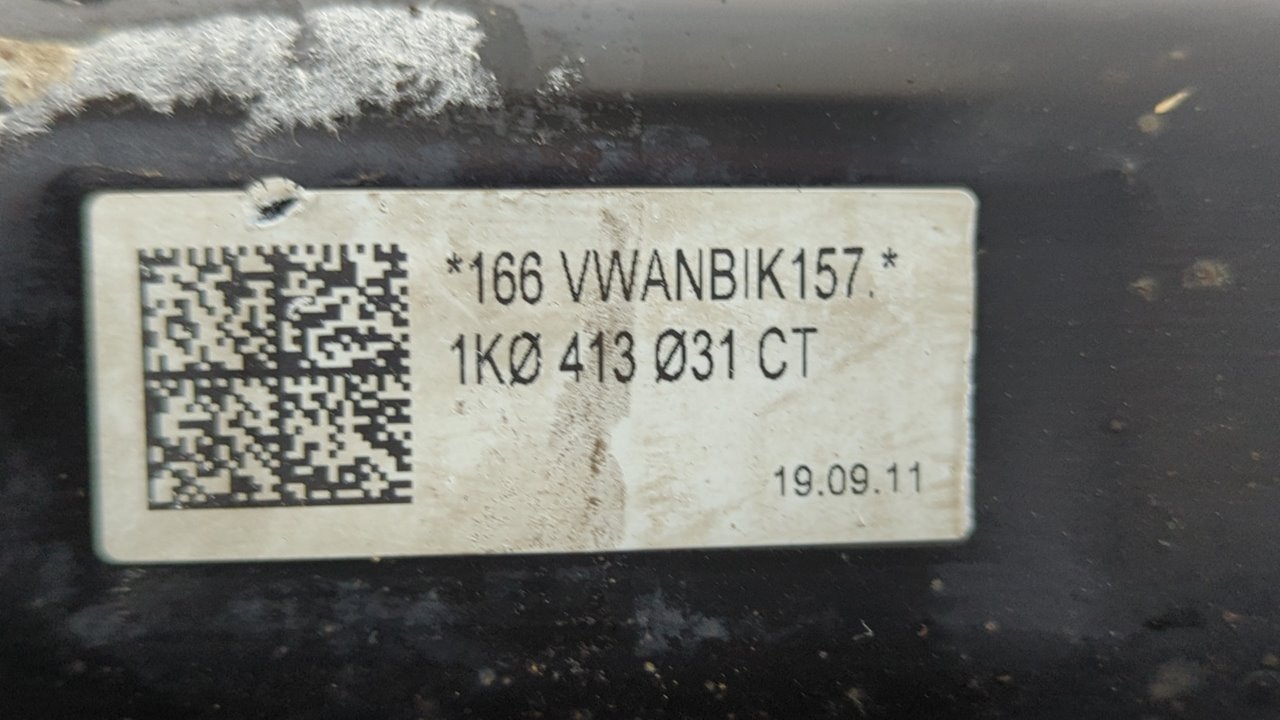 *166 VWANBIK157.*
1KØ 413 Ø31 CT
19.09.11